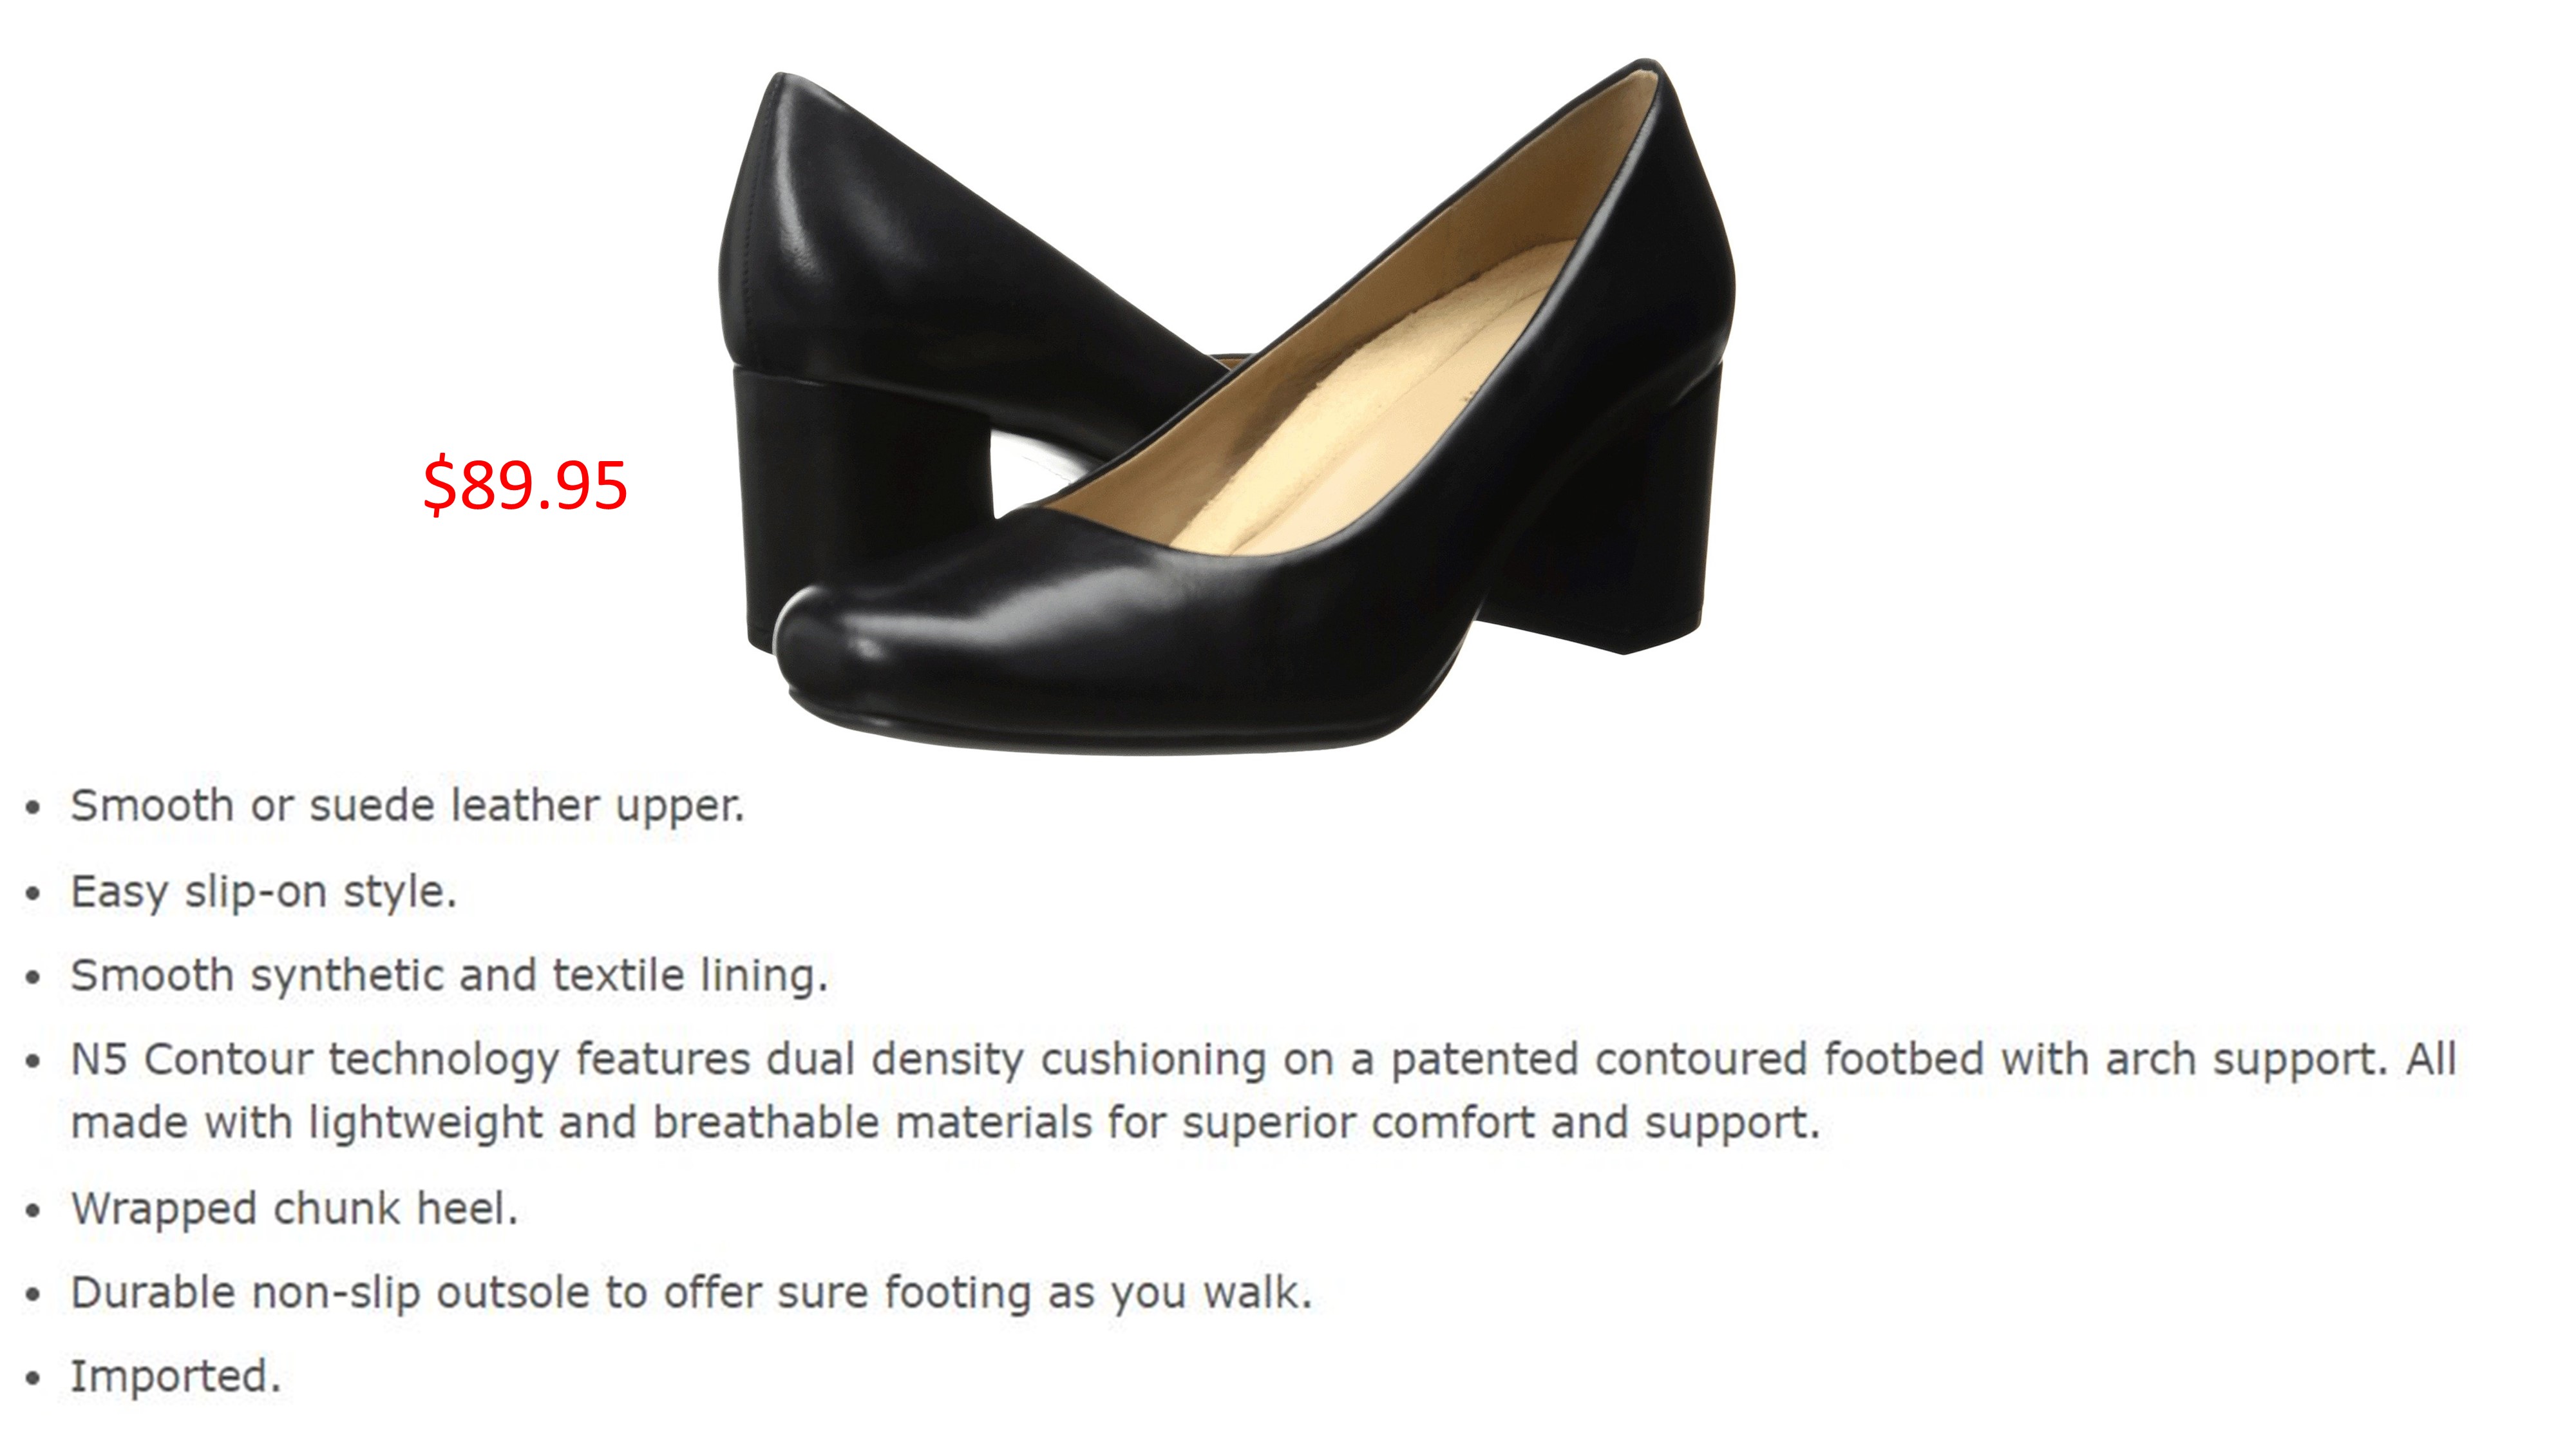 $89.95
• Smooth or suede leather upper.
• Easy slip-on style.
• Smooth synthetic and textile lining.
• N5 Contour technology features dual density cushioning on a patented contoured footbed with arch support. All
made with lightweight and breathable materials for superior comfort and support.
• Wrapped chunk heel.
• Durable non-slip outsole to offer sure footing as you walk.
• Imported.